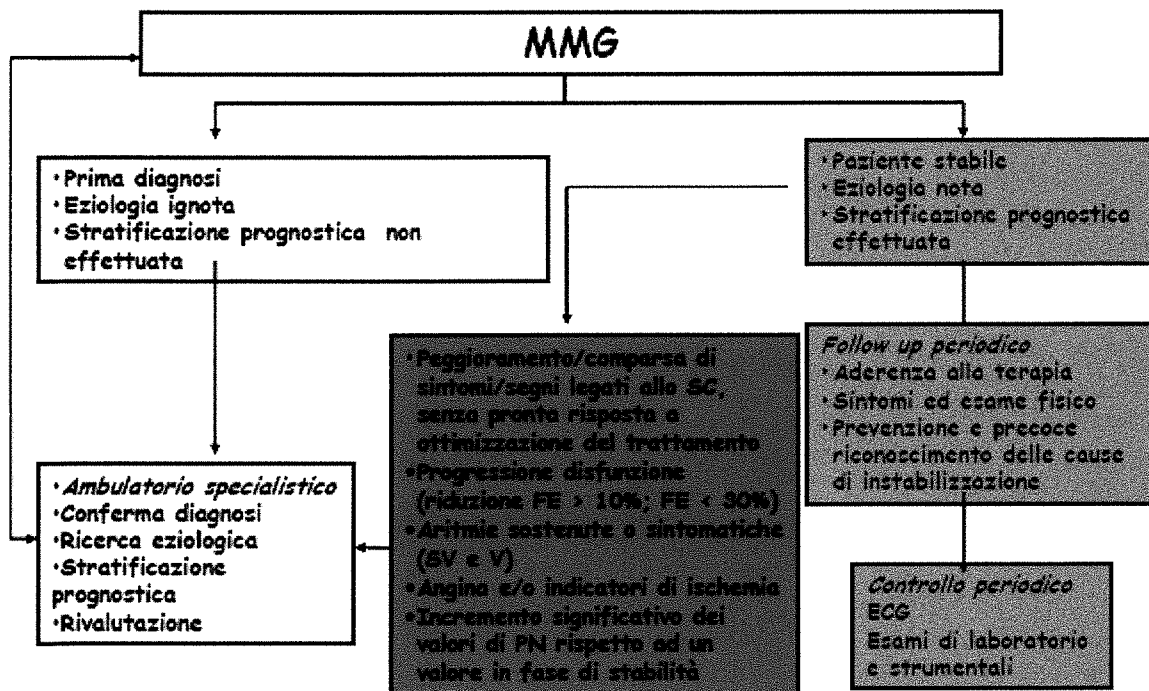 MMG
•Prima diagnosi
•Eziologia ignota
•Stratificazione prognostica non
effettuata
•Paziente stabile
•Eziologia nota
•Stratificazione prognostica
effettuata
•Peggioramento/comparsa di
sintomi/segni legati allo SC,
senza pronta risposta a
ottimizzazione del trattamento
•Progressione disfunzione
(riduzione FE > 10%; FE < 30%)
•Aritmie sostenute o sintomatiche
(SV e V)
•Angina e/o indicatori di ischemia
•Incremento significativo dei
valori di PN rispetto ad un
valore in fase di stabilità
Follow up periodico
•Aderenza alla terapia
•Sintomi ed esame fisico
•Prevenzione e precoce
riconoscimento delle cause
di instabilizzazione
•Ambulatorio specialistico
•Conferma diagnosi
•Ricerca eziologica
•Stratificazione
prognostica
•Rivalutazione
Controllo periodico
ECG
Esami di laboratorio
e strumentali